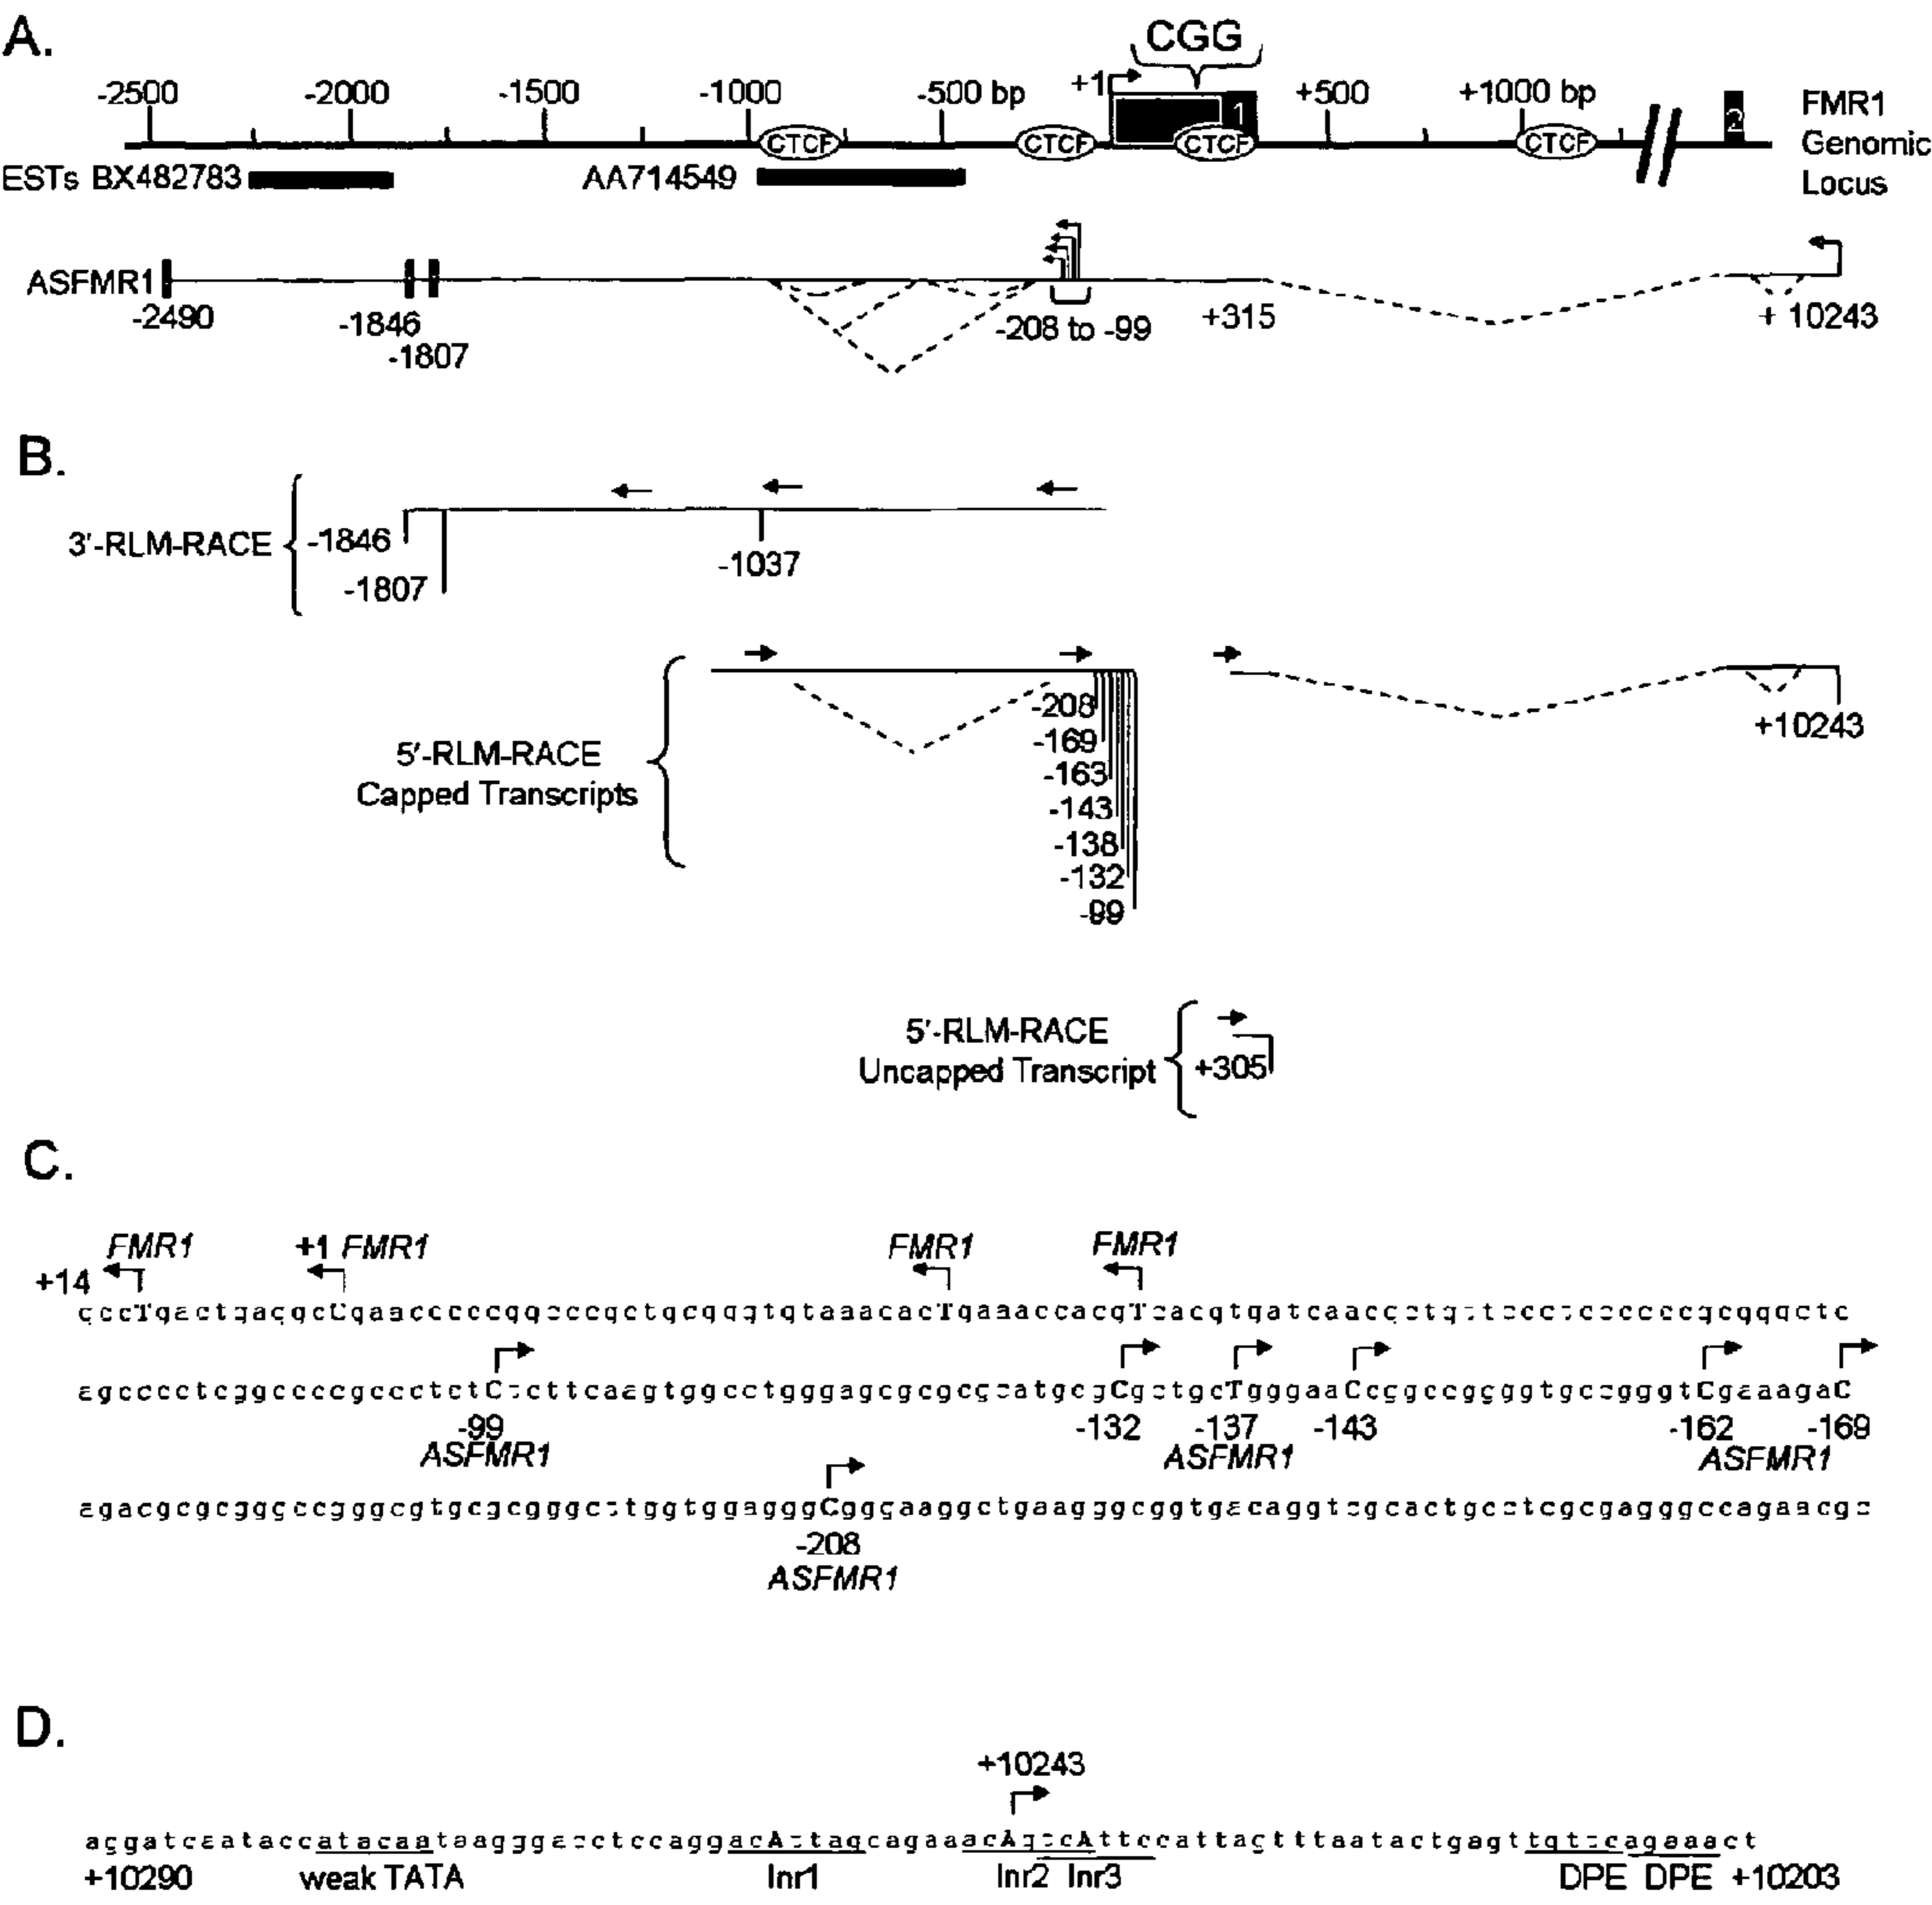 A.
CGG
-2500 -2000 -1500 -1000 -500 bp +1 +500 +1000 bp
1 2
CTCF CTCF CTCF CTCF
FMR1
Genomic
Locus
ESTs BX482783 AA714549
ASFMR1
-2490 -1846 -208 to -99 +315 + 10243
-1807
B.
3'-RLM-RACE
-1846
-1037
-1807
5'-RLM-RACE
Capped Transcripts
-208
-169
-163
-143
-138
-132
-99
+10243
5'-RLM-RACE
Uncapped Transcript
+305
C.
FMR1 +1 FMR1 FMR1 FMR1
+14
-99 -132 -137 -143 -162 -169
ASFMR1 ASFMR1 ASFMR1
-208
ASFMR1
D.
+10243
+10290 weak TATA Inr1 Inr2 Inr3 DPE DPE +10203